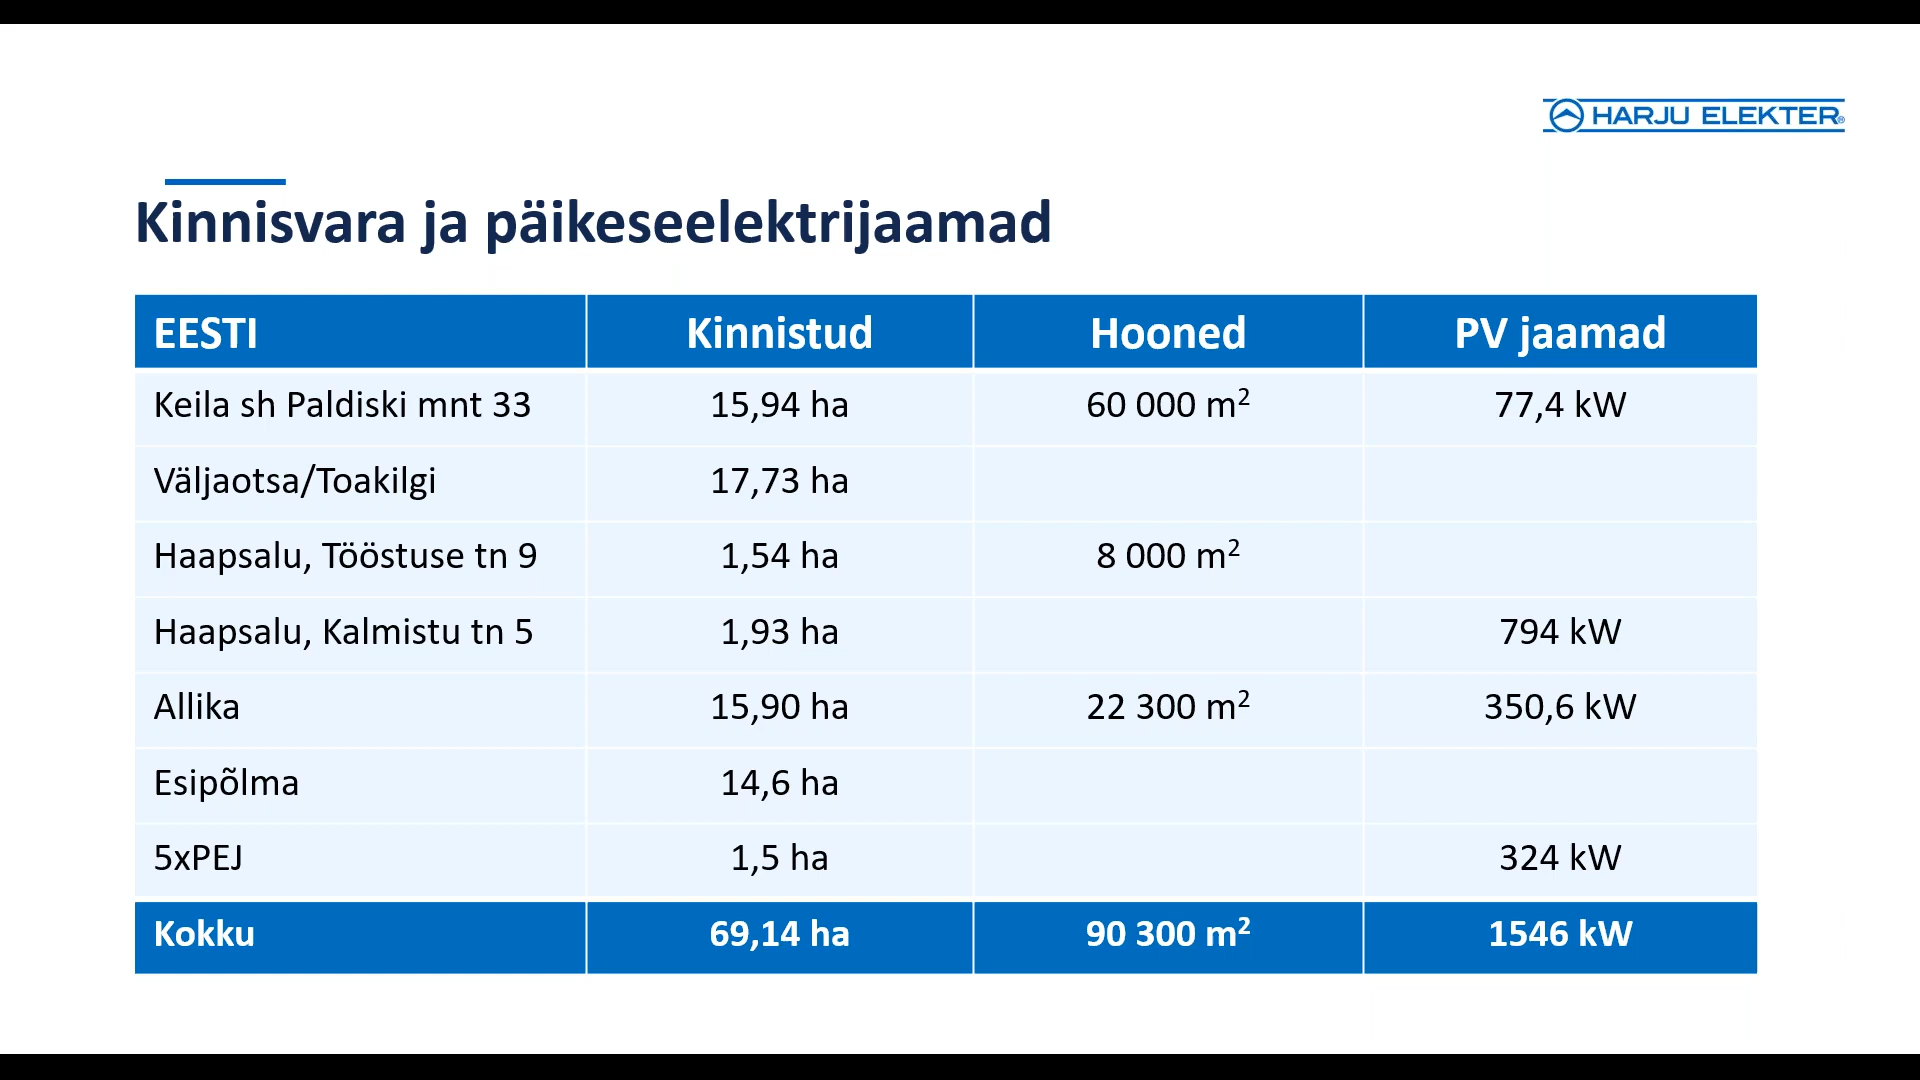 HARJU ELEKTER®
Kinnisvara ja päikeseelektrijaamad
EESTI Kinnistud Hooned PV jaamad
Keila sh Paldiski mnt 33 15,94 ha 60 000 m² 77,4 kW
Väljaotsa/Toakilgi 17,73 ha
Haapsalu, Tööstuse tn 9 1,54 ha 8 000 m²
Haapsalu, Kalmistu tn 5 1,93 ha 794 kW
Allika 15,90 ha 22 300 m² 350,6 kW
Esipõlma 14,6 ha
5xPEJ 1,5 ha 324 kW
Kokku 69,14 ha 90 300 m² 1546 kW